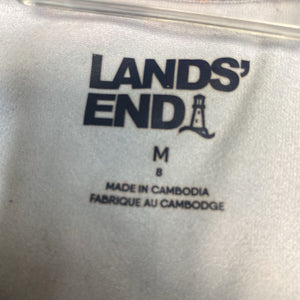 LANDS'
END
M
8
MADE IN CAMBODIA
FABRIQUE AU CAMBODGE